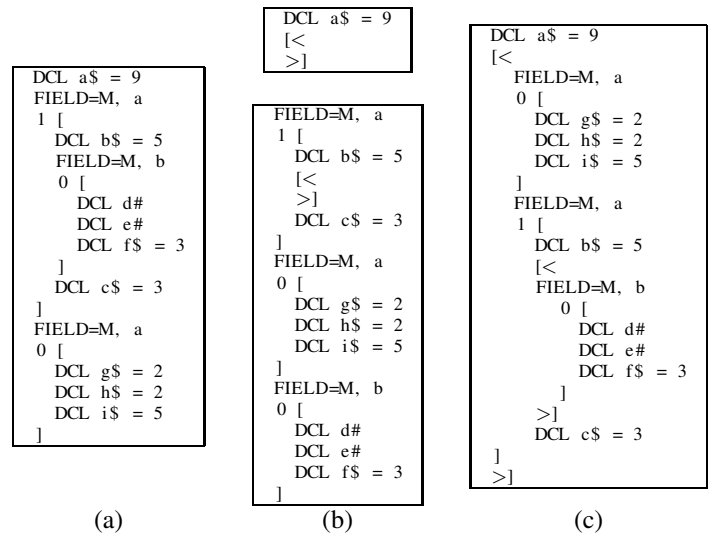 DCL a$ = 9
FIELD=M, a
1 [
DCL b$ = 5
FIELD=M, b
0 [
DCL d#
DCL e#
DCL f$ = 3
]
DCL c$ = 3
]
FIELD=M, a
0 [
DCL g$ = 2
DCL h$ = 2
DCL i$ = 5
]
(a)
DCL a$ = 9
[<
>]
FIELD=M, a
1 [
DCL b$ = 5
[<
>]
DCL c$ = 3
]
FIELD=M, a
0 [
DCL g$ = 2
DCL h$ = 2
DCL i$ = 5
]
FIELD=M, b
0 [
DCL d#
DCL e#
DCL f$ = 3
]
(b)
DCL a$ = 9
[<
FIELD=M, a
0 [
DCL g$ = 2
DCL h$ = 2
DCL i$ = 5
]
FIELD=M, a
1 [
DCL b$ = 5
[<
FIELD=M, b
0 [
DCL d#
DCL e#
DCL f$ = 3
]
>]
DCL c$ = 3
]
>]
(c)